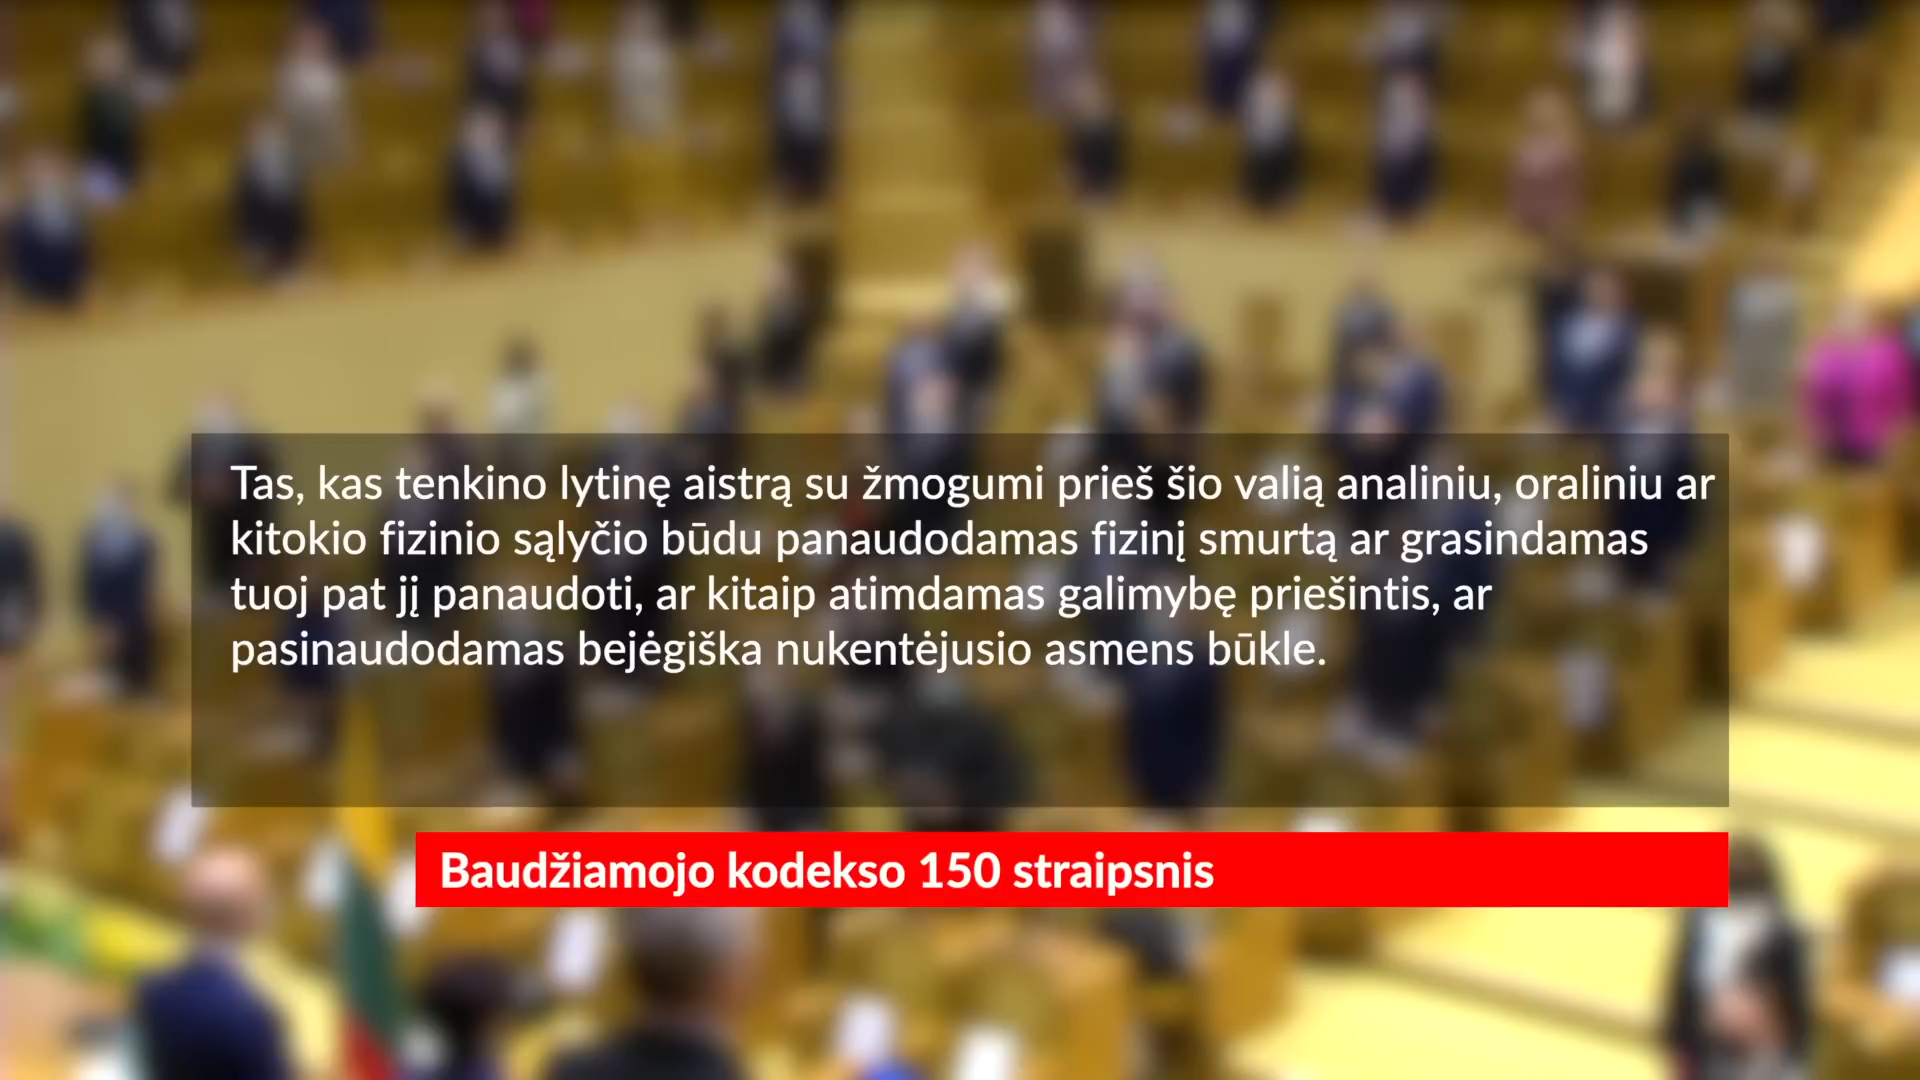 Tas, kas tenkino lytinę aistrą su žmogumi prieš šio valią analiniu, oraliniu ar
kitokio fizinio sąlyčio būdu panaudodamas fizinį smurtą ar grasindamas
tuoj pat jį panaudoti, ar kitaip atimdamas galimybę priešintis, ar
pasinaudodamas bejėgiška nukentėjusio asmens būkle.
Baudžiamojo kodekso 150 straipsnis